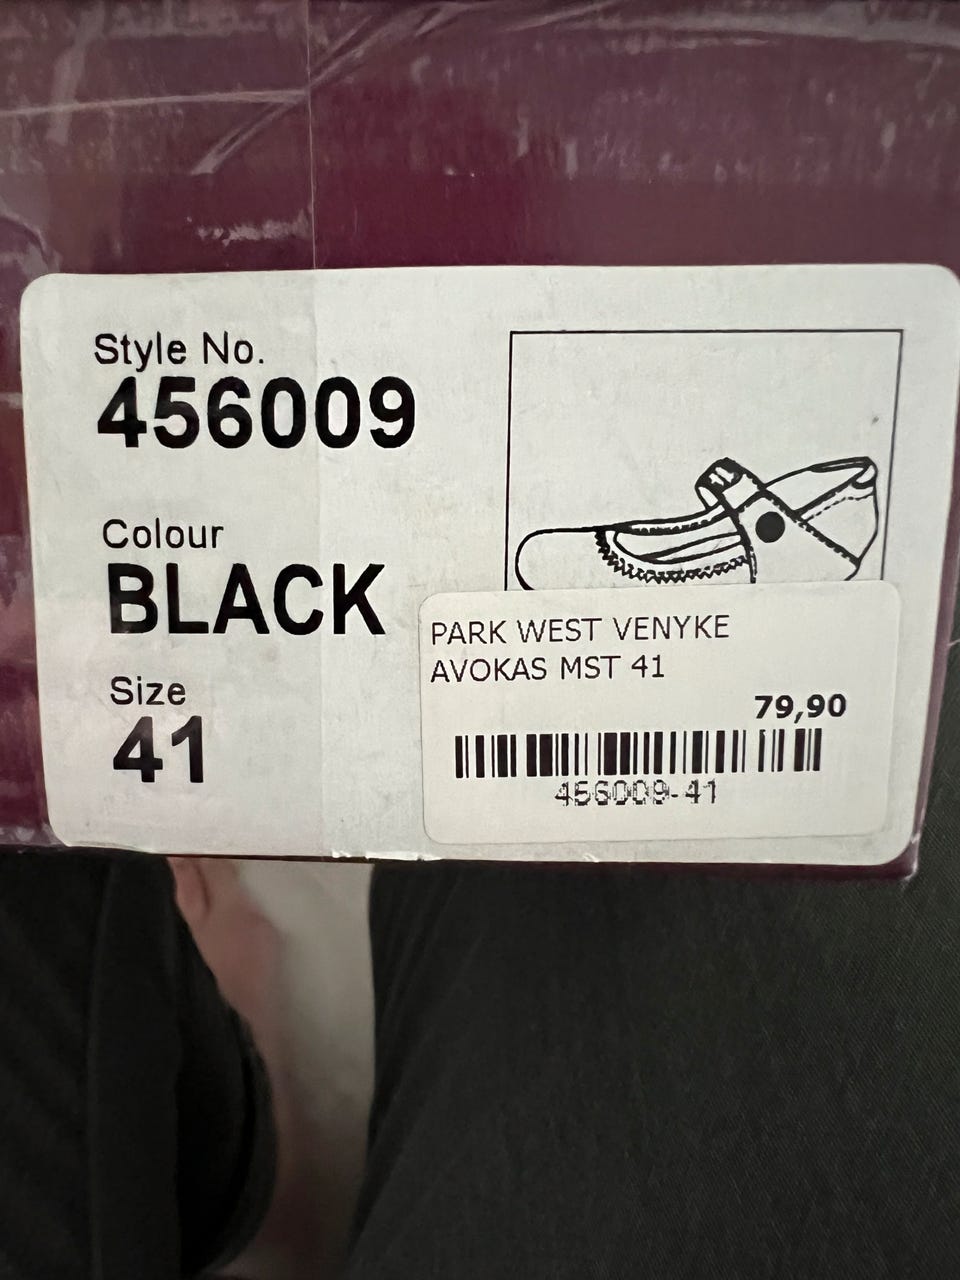 Style No.
456009
Colour
BLACK
Size
41
PARK WEST VENYKE
AVOKAS MST 41
79,90
456009-41